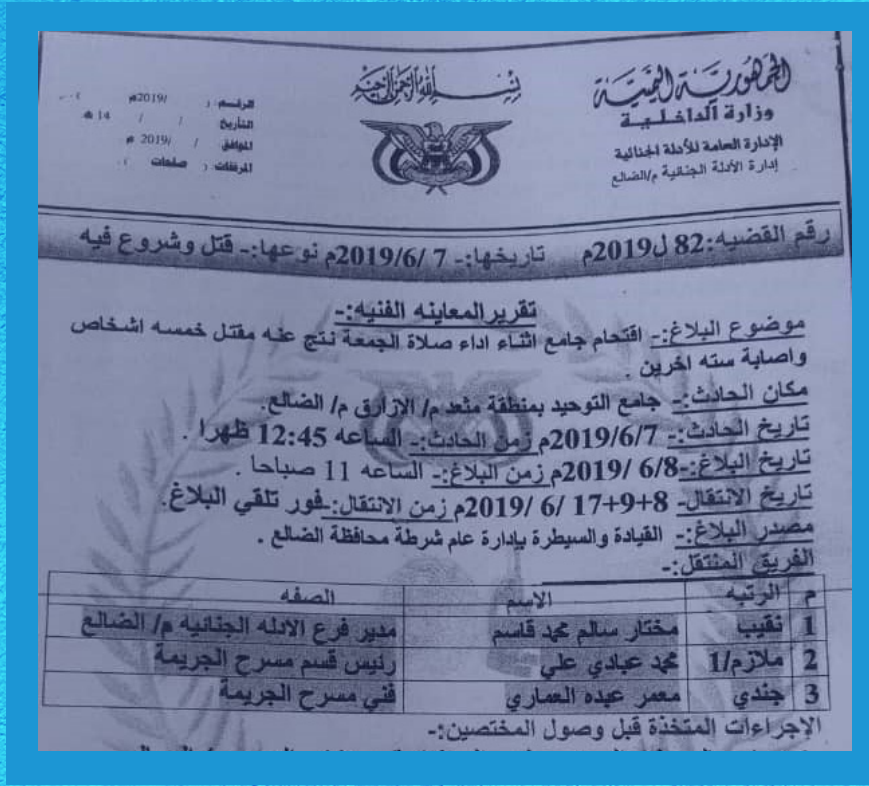 الجمهورية اليمنية
وزارة الداخلية
الإدارة العامة للأدلة الجنائية
إدارة الأدلة الجنائية م/الضالع
بسم الله الرحمن الرحيم
الرقم: ( /2019م )
التاريخ / / 14 هـ
الموافق / / 2019 م
المرفقات ( صفحات ) .
رقم القضيه:82 ل2019م تاريخها:- 7 /2019/6م نوعها:- قتل وشروع فيه
تقرير المعاينه الفنيه:-
موضوع البلاغ:- اقتحام جامع اثناء اداء صلاة الجمعة نتج عنه مقتل خمسه اشخاص
واصابة سته اخرين .
مكان الحادث:- جامع التوحيد بمنطقة مثعد م/ الازارق م/ الضالع.
تاريخ الحادث:- 2019/6/7م زمن الحادث:- الساعه 12:45 ظهرا .
تاريخ البلاغ:-6/8 /2019م زمن البلاغ:- الساعه 11 صباحا .
تاريخ الانتقال- 8+9+17 /6 /2019م زمن الانتقال:-فور تلقي البلاغ.
مصدر البلاغ:- القيادة والسيطرة بإدارة عام شرطة محافظة الضالع .
الفريق المنتقل:-
م الرتبه الاسم الصفه
1 نقيب مختار سالم محمد قاسم مدير فرع الادله الجنائيه م/ الضالع
2 ملازم/1 محمد عبادي علي رئيس قسم مسرح الجريمة
3 جندي معمر عبده العماري فني مسرح الجريمة
الإجراءات المتخذة قبل وصول المختصين:-